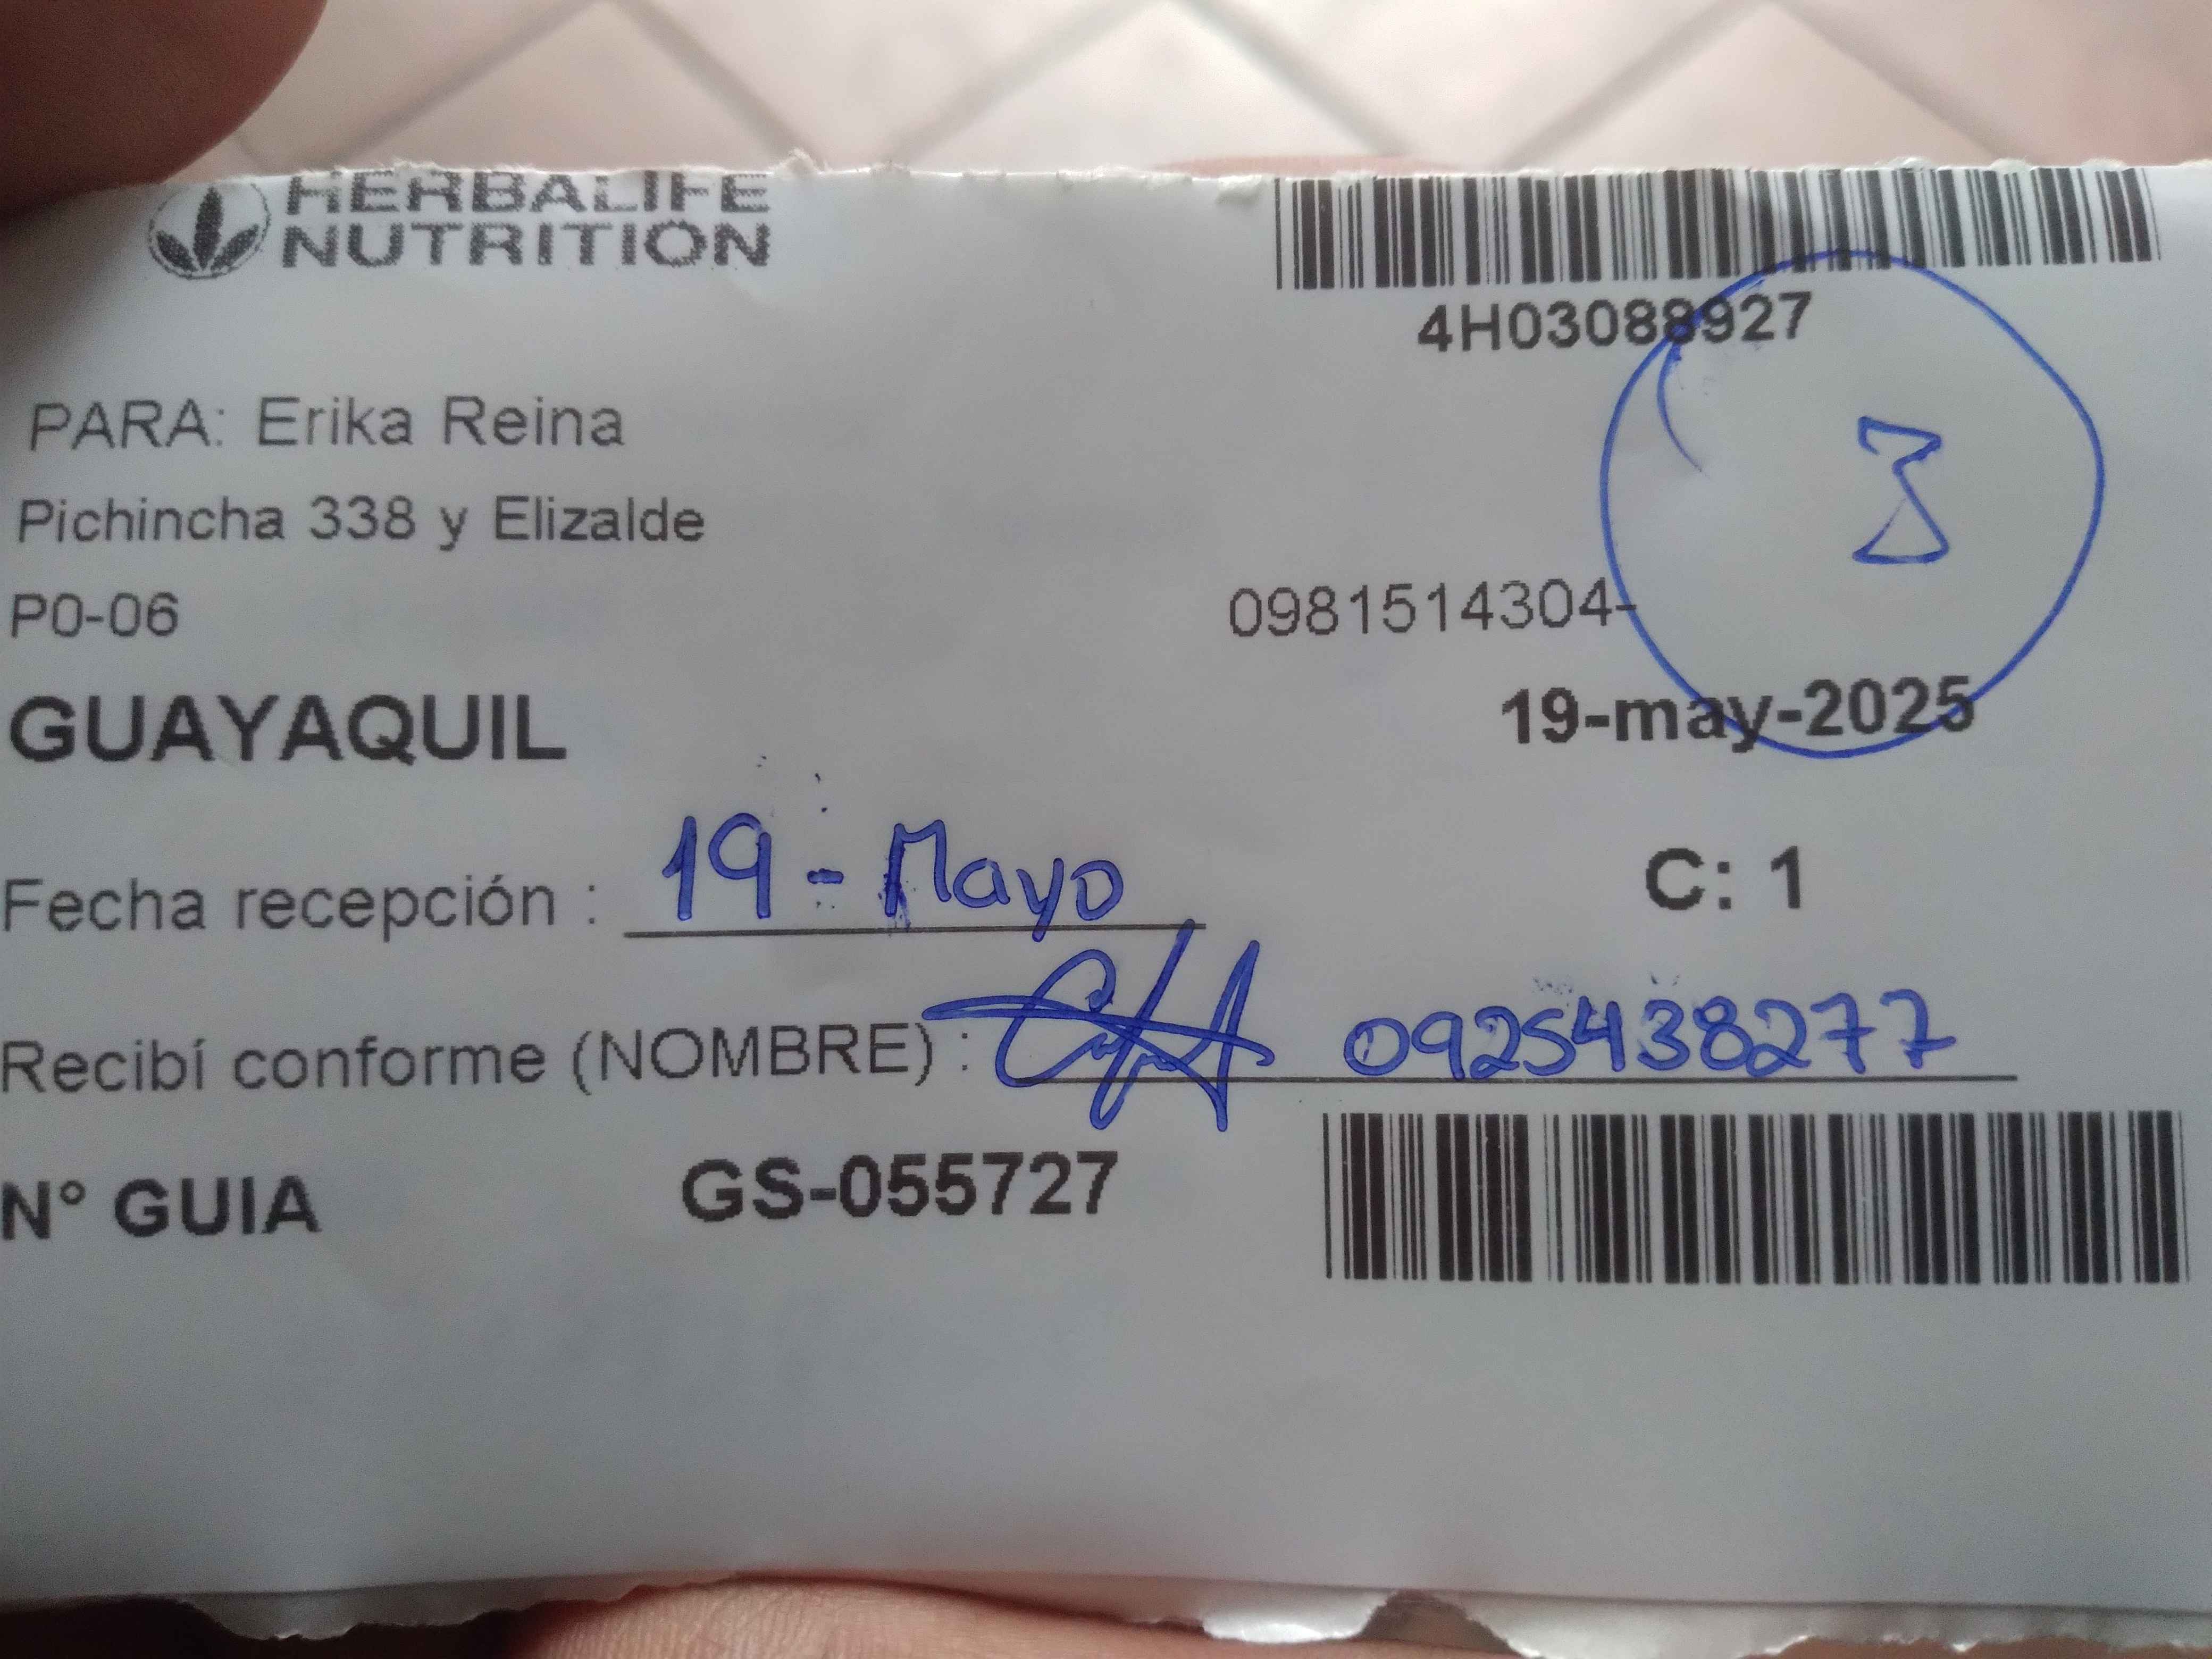 HERBALIFE
NUTRITION
4H03088927
PARA: Erika Reina
3
Pichincha 338 y Elizalde
P0-06
0981514304-
GUAYAQUIL
19-may-2025
Fecha recepción : 19 - Mayo
C: 1
Recibí conforme (NOMBRE) : 0925438277
N° GUIA GS-055727